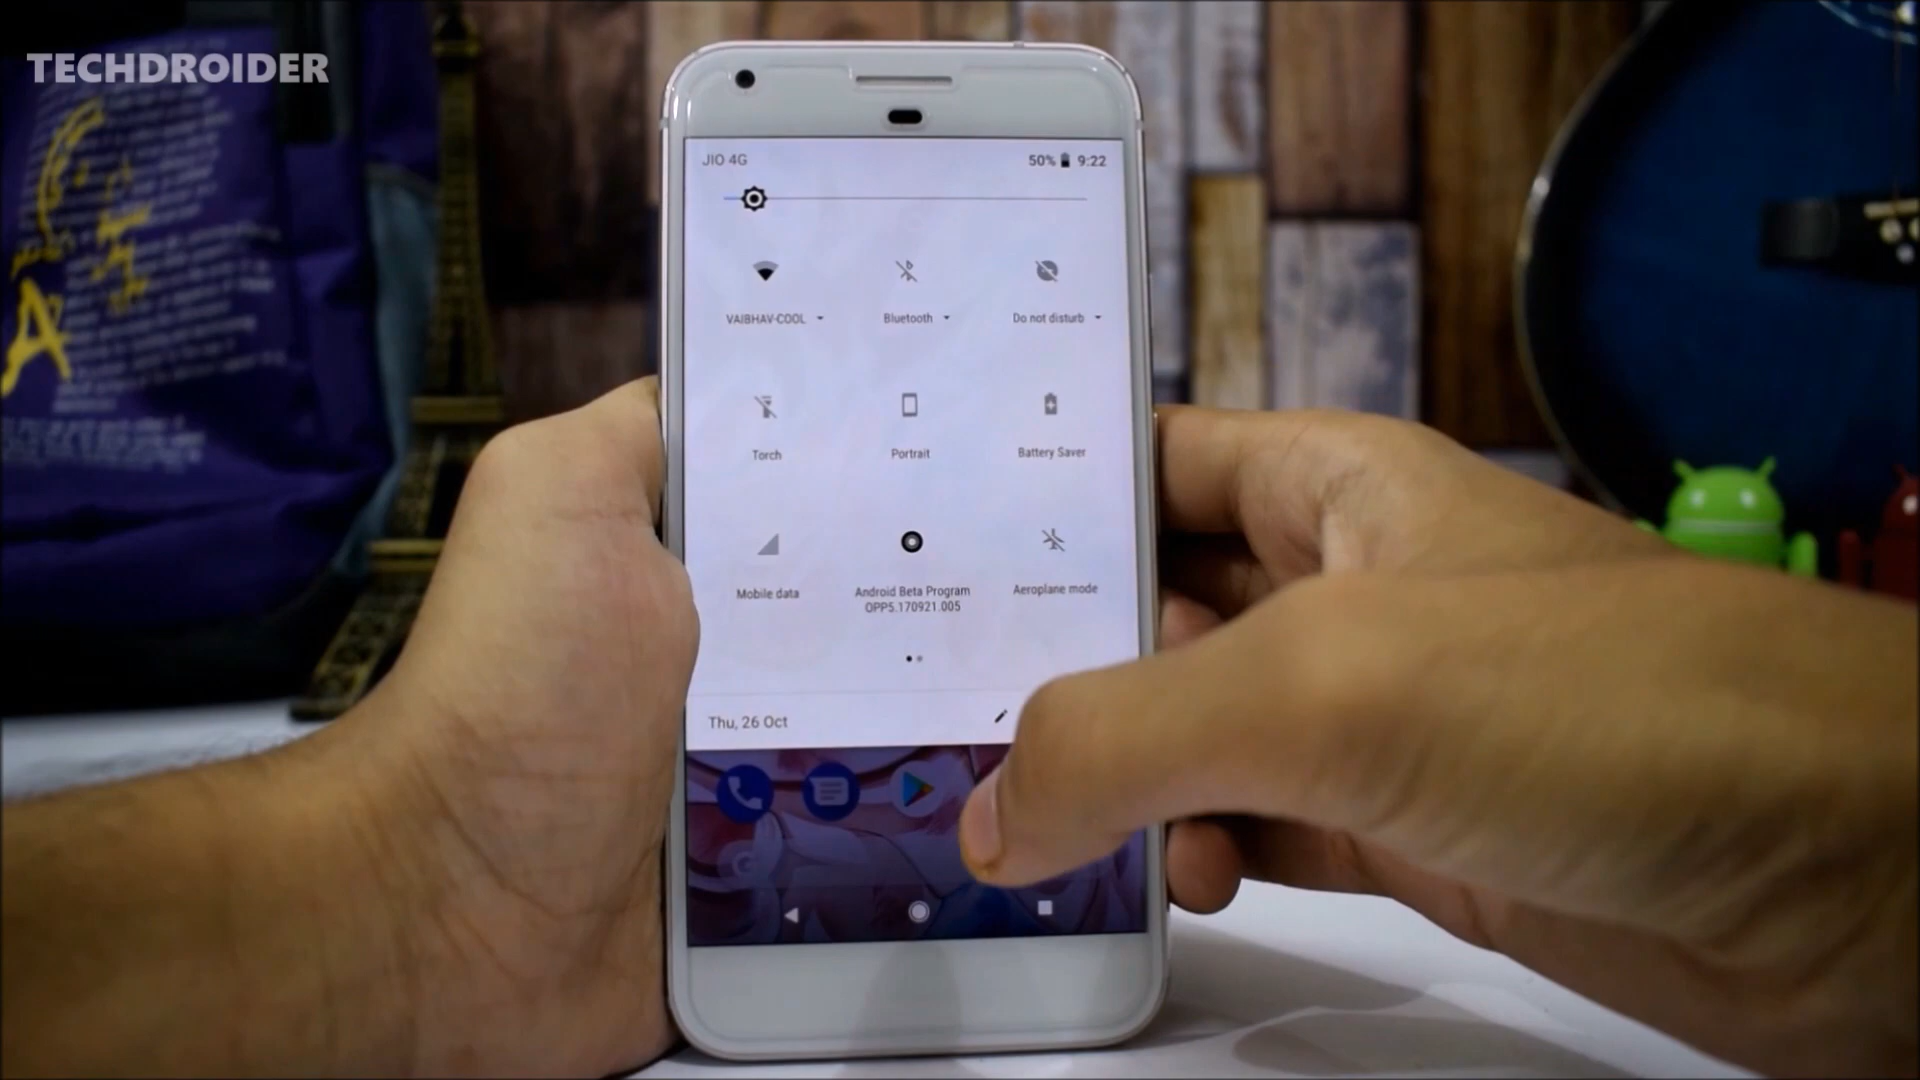 TECHDROIDER
JIO 4G
50% 9:22
VAIBHAV-COOL
Bluetooth
Do not disturb
Torch
Portrait
Battery Saver
Mobile data
Android Beta Program
OPP5.170921.005
Aeroplane mode
Thu, 26 Oct
A